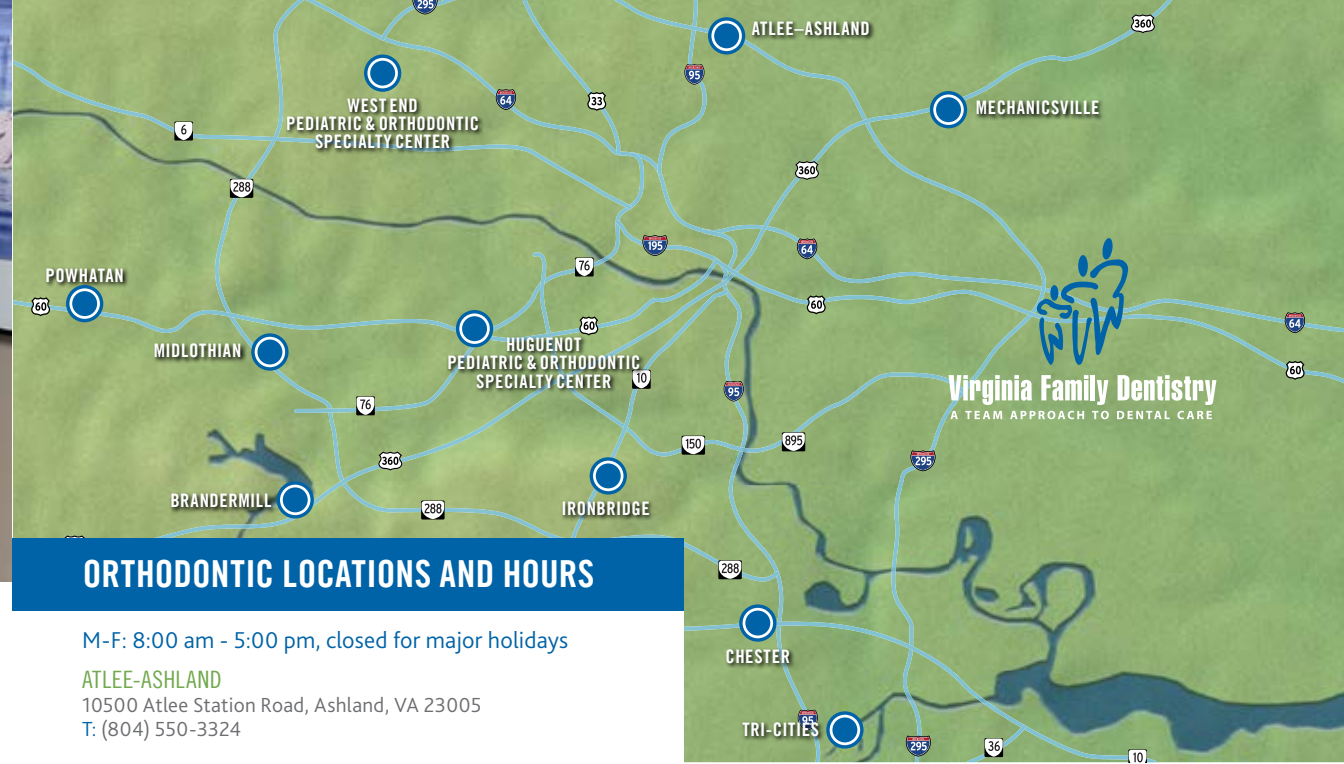 295
ATLEE–ASHLAND
360
95
WEST END
PEDIATRIC & ORTHODONTIC
SPECIALTY CENTER
64
33
MECHANICSVILLE
6
360
288
195
64
76
POWHATAN
60
60
60
64
MIDLOTHIAN
HUGUENOT
PEDIATRIC & ORTHODONTIC
SPECIALTY CENTER
10
95
60
Virginia Family Dentistry
A TEAM APPROACH TO DENTAL CARE
76
150
895
360
295
BRANDERMILL
288
IRONBRIDGE
288
CHESTER
TRI-CITIES
95
295
36
10
ORTHODONTIC LOCATIONS AND HOURS
M-F: 8:00 am - 5:00 pm, closed for major holidays
ATLEE-ASHLAND
10500 Atlee Station Road, Ashland, VA 23005
T: (804) 550-3324